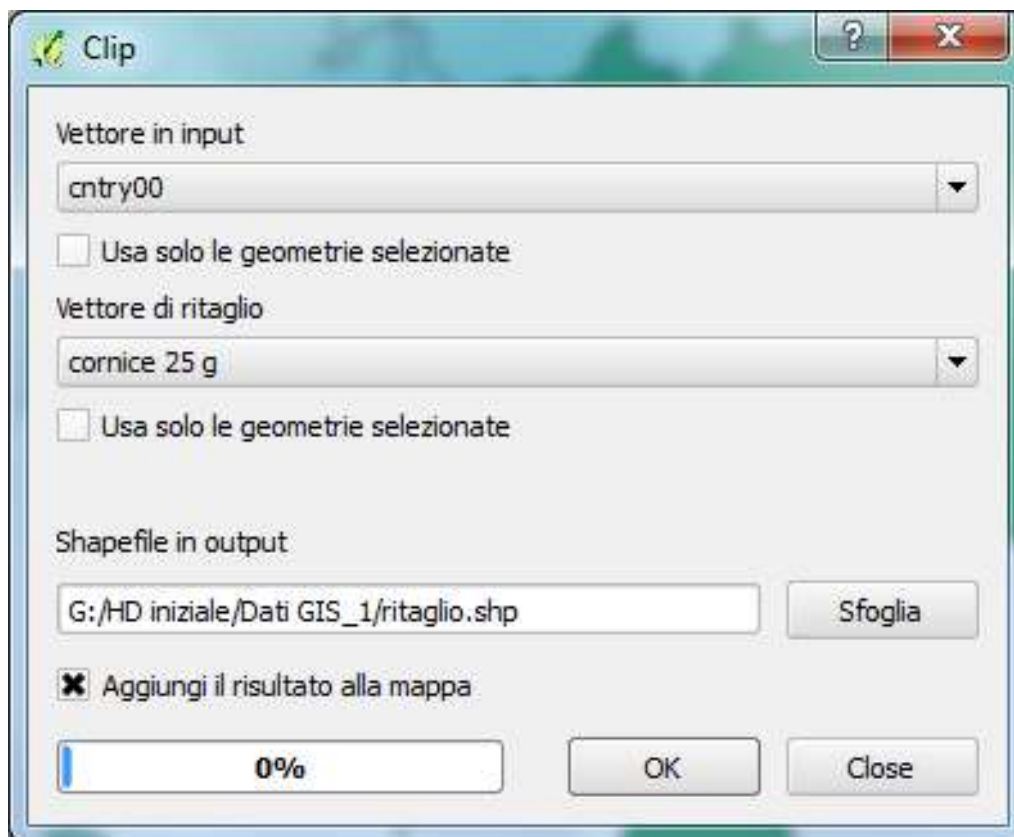 Clip
Vettore in input
cntry00
Usa solo le geometrie selezionate
Vettore di ritaglio
cornice 25 g
Usa solo le geometrie selezionate
Shapefile in output
G:/HD iniziale/Dati GIS_1/ritaglio.shp
Sfoglia
Aggiungi il risultato alla mappa
0%
OK
Close